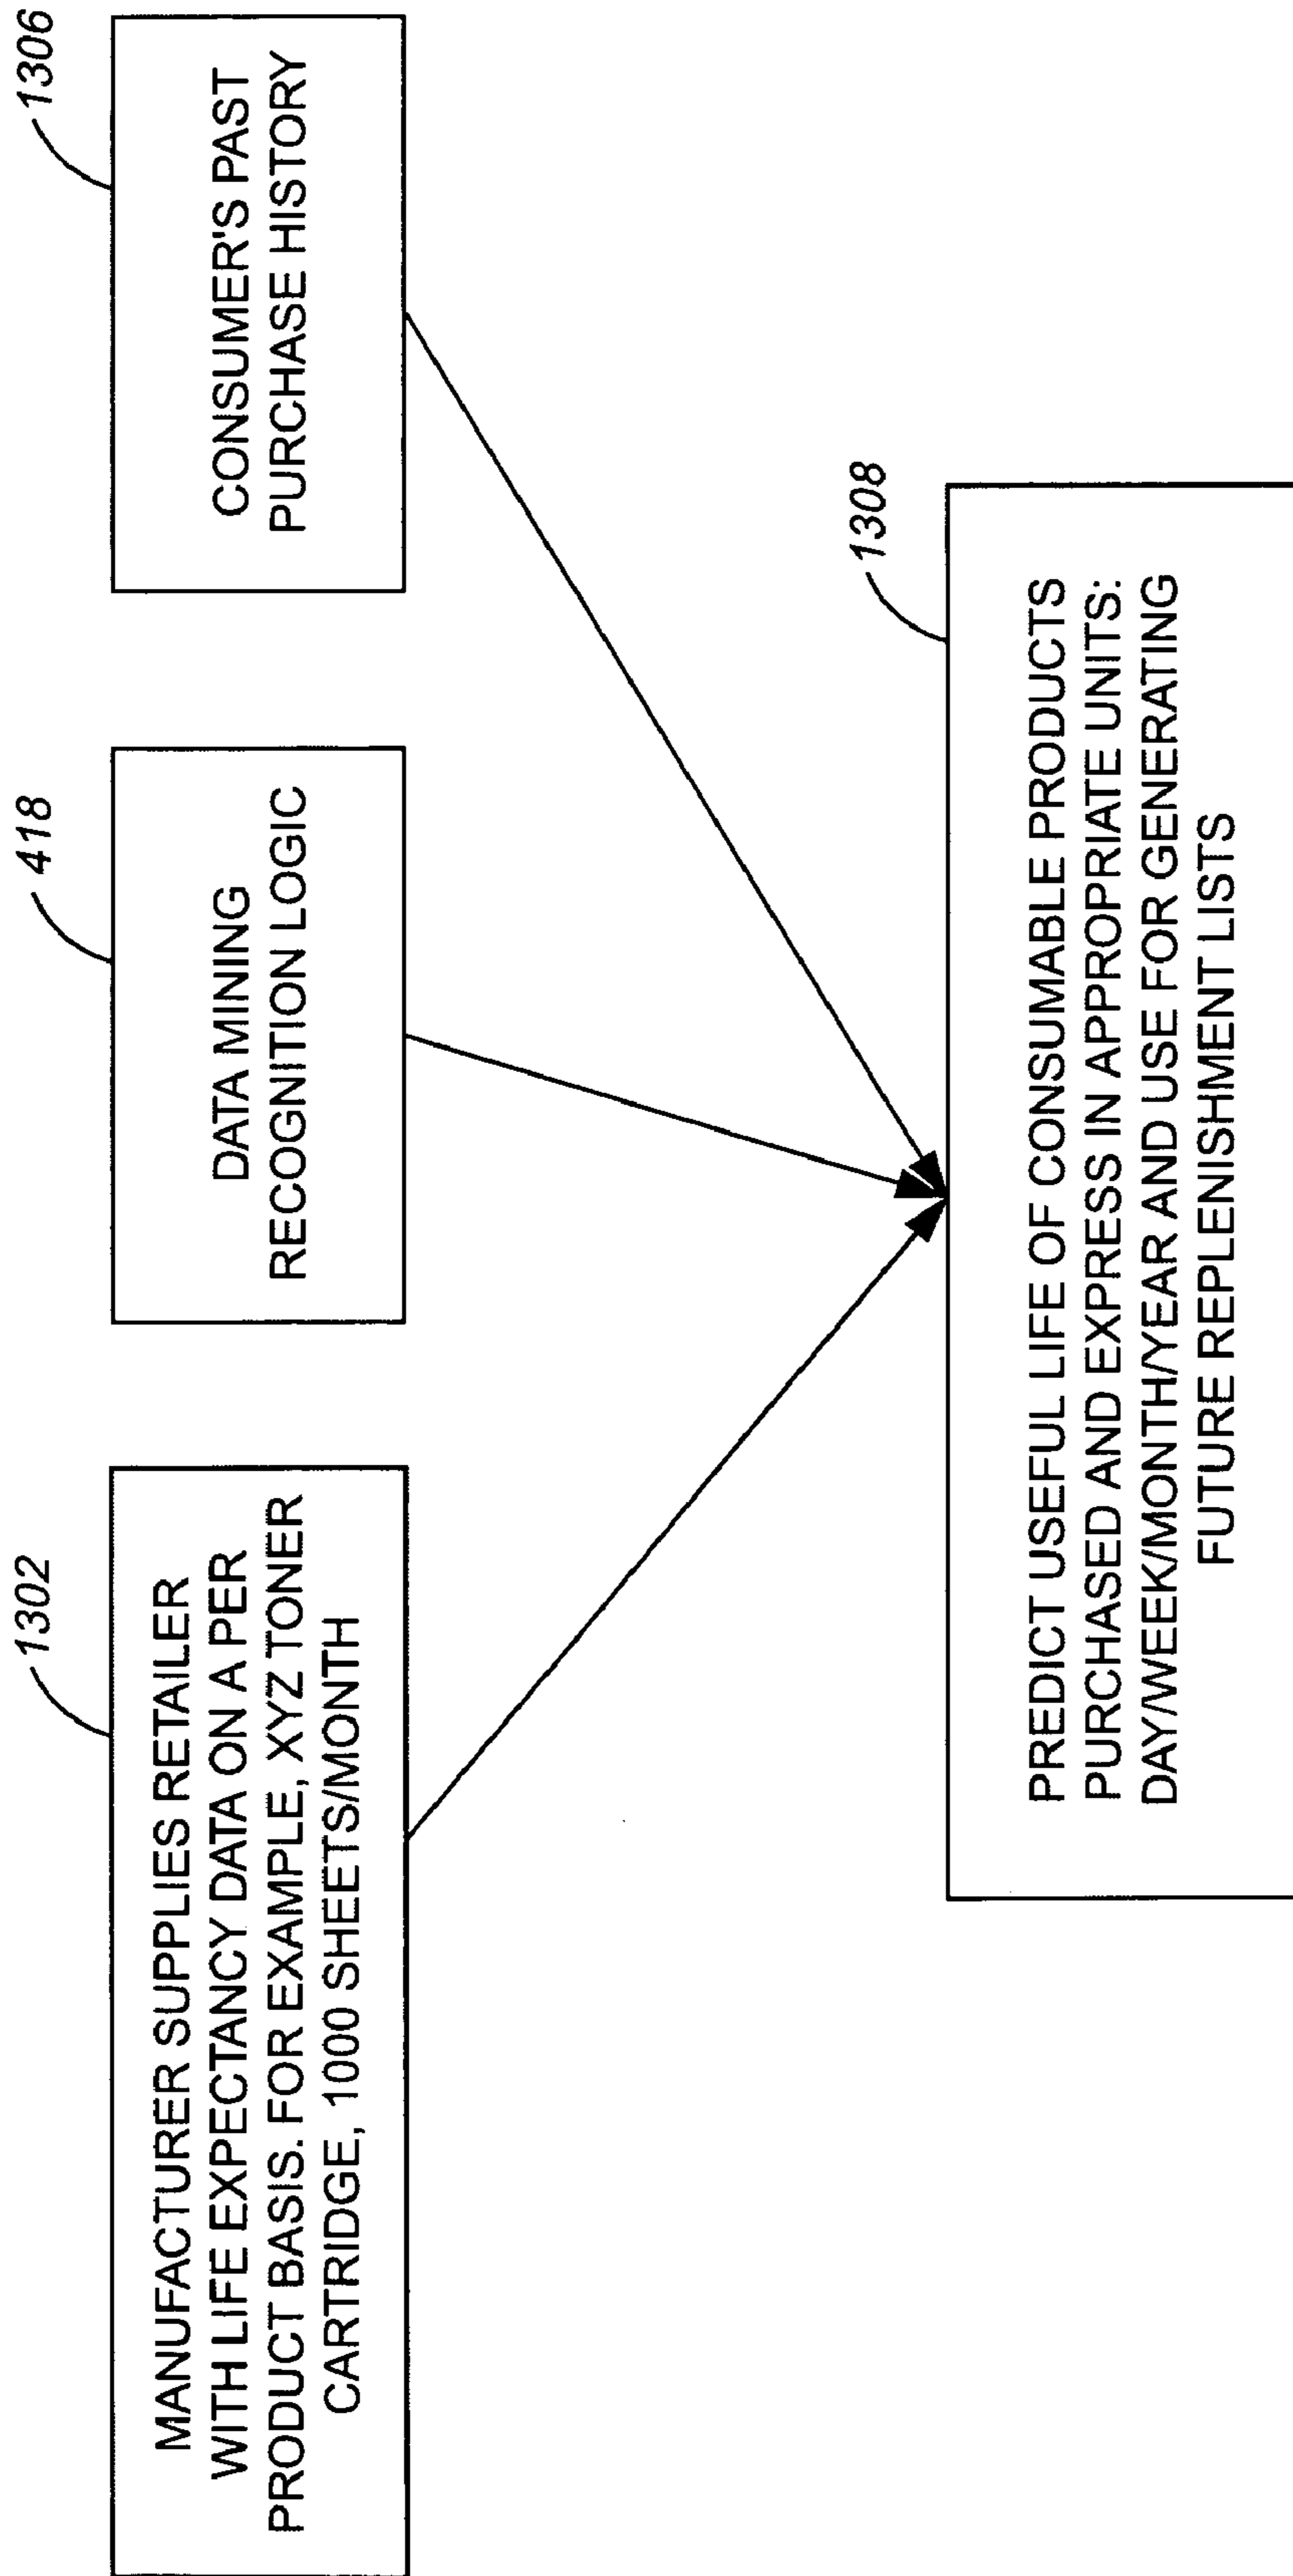 1302
MANUFACTURER SUPPLIES RETAILER
WITH LIFE EXPECTANCY DATA ON A PER
PRODUCT BASIS. FOR EXAMPLE, XYZ TONER
CARTRIDGE, 1000 SHEETS/MONTH
418
DATA MINING
RECOGNITION LOGIC
1306
CONSUMER'S PAST
PURCHASE HISTORY
1308
PREDICT USEFUL LIFE OF CONSUMABLE PRODUCTS
PURCHASED AND EXPRESS IN APPROPRIATE UNITS:
DAY/WEEK/MONTH/YEAR AND USE FOR GENERATING
FUTURE REPLENISHMENT LISTS